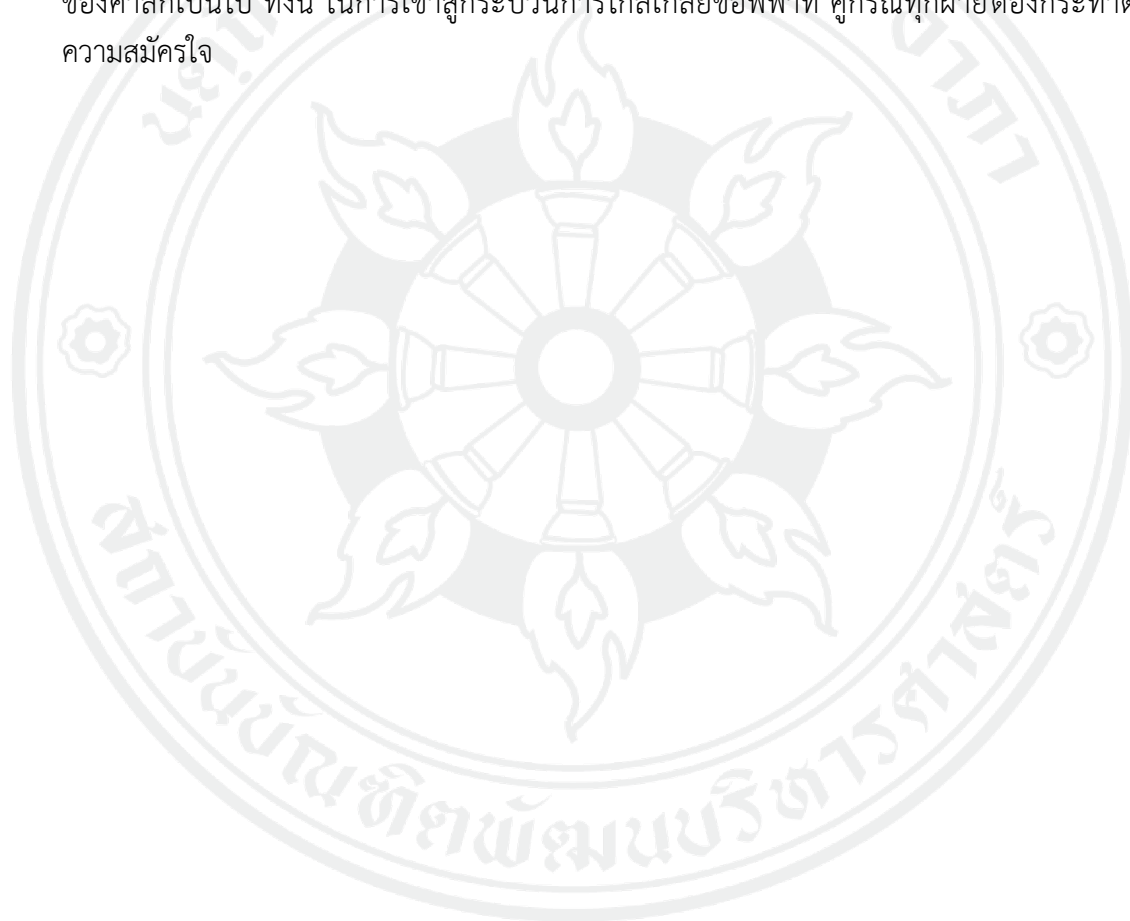 ของศาลก็เป็นไป ทั้งนี้ ในการเข้าสู่กระบวนการไกล่เกลี่ยข้อพิพาท คู่กรณีทุกฝ่ายต้องกระทำ
ความสมัครใจ
สถาบันบัณฑิตพัฒนบริหารศาสตร์